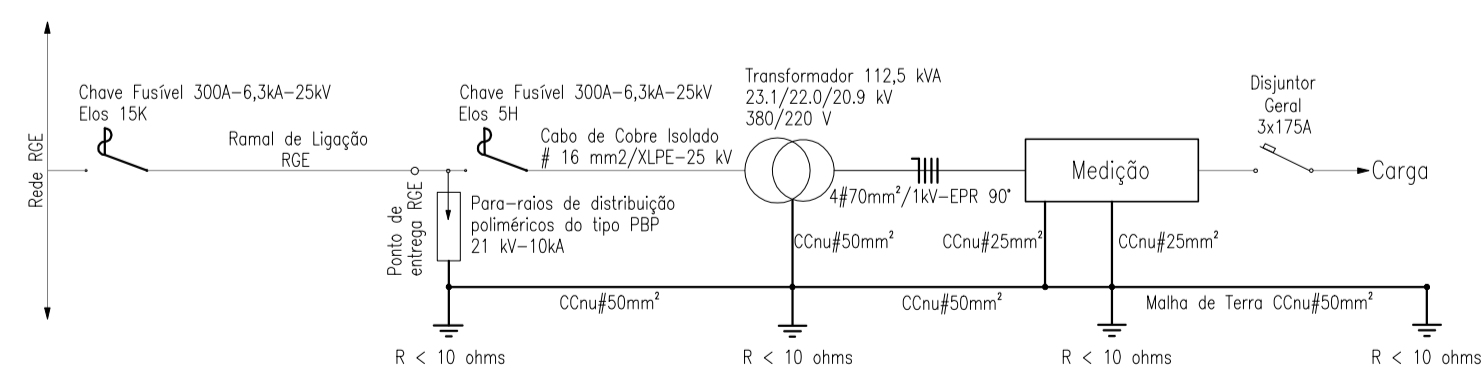 Rede RGE
Chave Fusível 300A-6,3kA-25kV
Elos 15K
Ramal de Ligação
RGE
Ponto de
entrega RGE
Chave Fusível 300A-6,3kA-25kV
Elos 5H
Cabo de Cobre Isolado
# 16 mm2/XLPE-25 kV
Para-raios de distribuição
poliméricos do tipo PBP
21 kV-10kA
Transformador 112,5 kVA
23.1/22.0/20.9 kV
380/220 V
4#70mm²/1kV-EPR 90°
Medição
Disjuntor
Geral
3x175A
Carga
CCnu#50mm²
CCnu#25mm²
CCnu#25mm²
CCnu#50mm²
CCnu#50mm²
Malha de Terra CCnu#50mm²
R < 10 ohms
R < 10 ohms
R < 10 ohms
R < 10 ohms